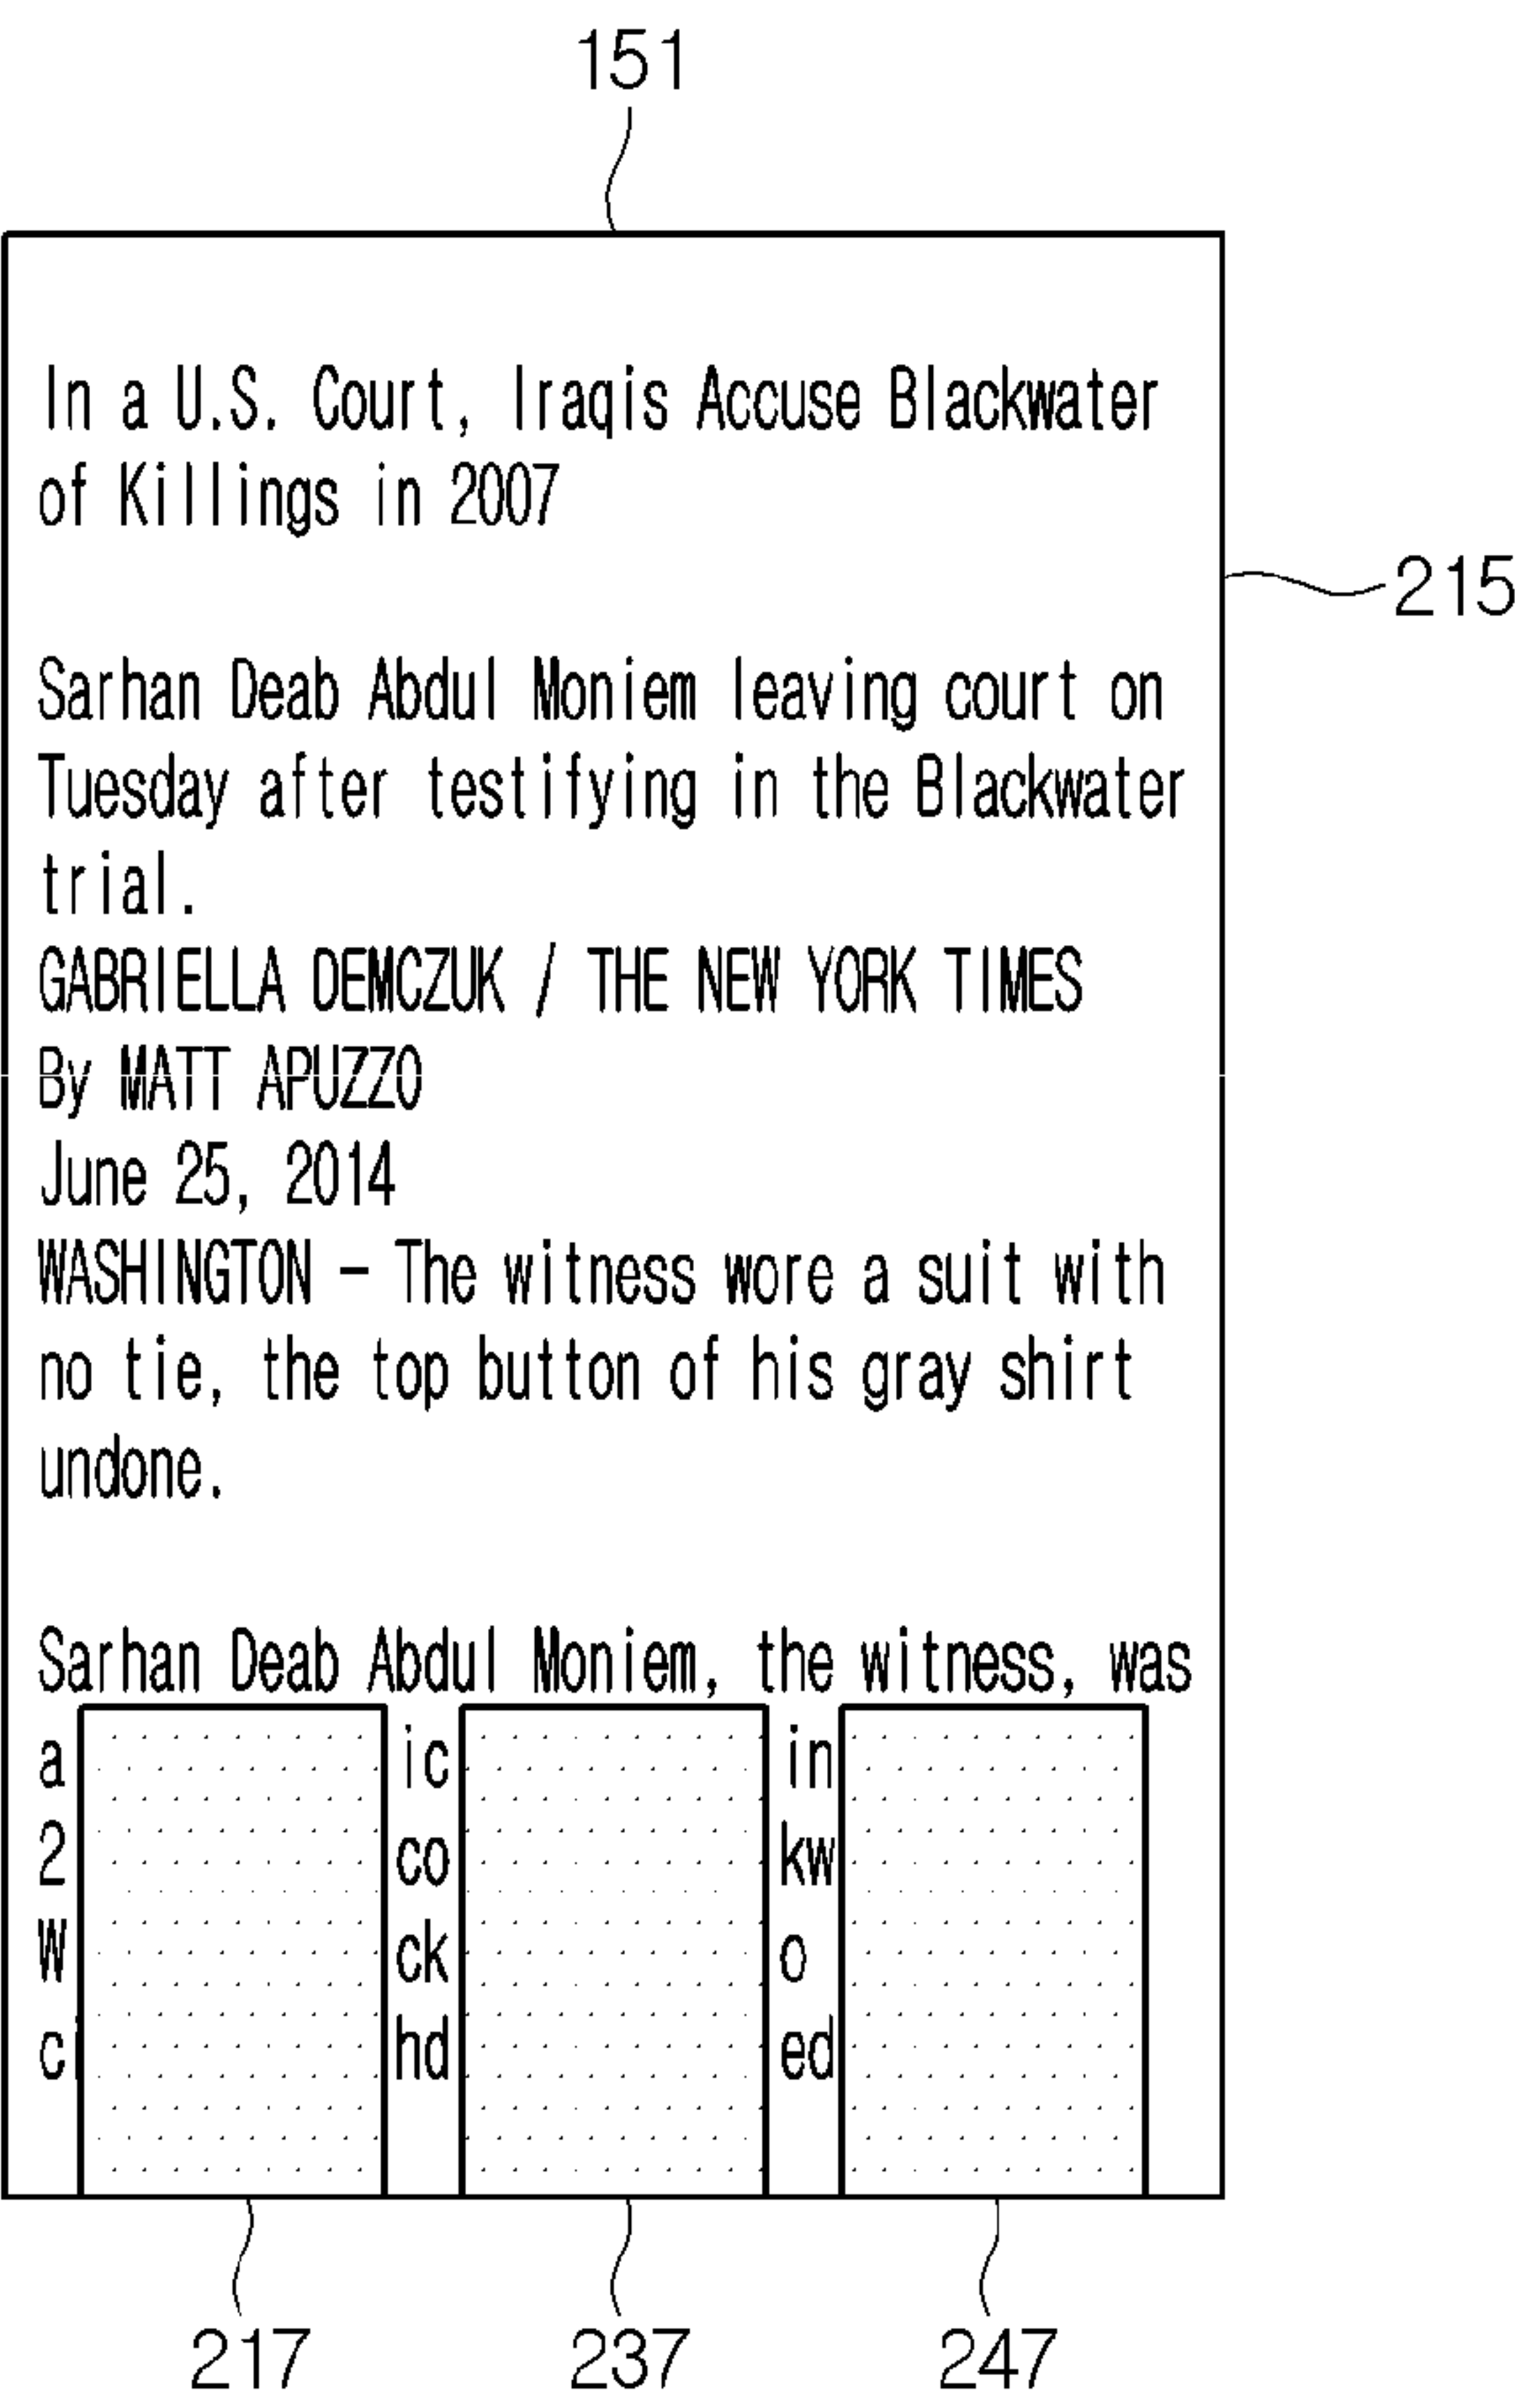 151
In a U.S. Court, Iraqis Accuse Blackwater
of Killings in 2007
215
Sarhan Deab Abdul Moniem leaving court on
Tuesday after testifying in the Blackwater
trial.
GABRIELLA DEMCZUK / THE NEW YORK TIMES
By MATT APUZZO
June 25, 2014
WASHINGTON – The witness wore a suit with
no tie, the top button of his gray shirt
undone.
Sarhan Deab Abdul Moniem, the witness, was
a ic in
2 co kw
W ck o
c hd ed
217 237 247